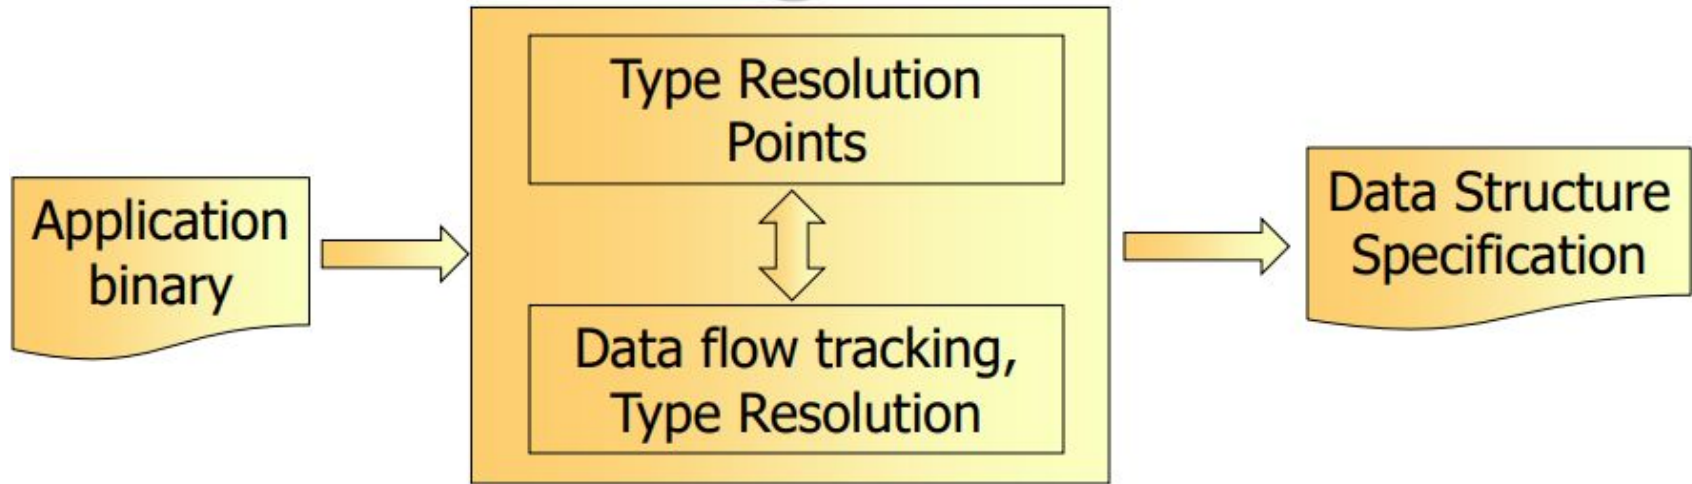 Type Resolution
Points
Application
binary
Data Structure
Specification
Data flow tracking,
Type Resolution